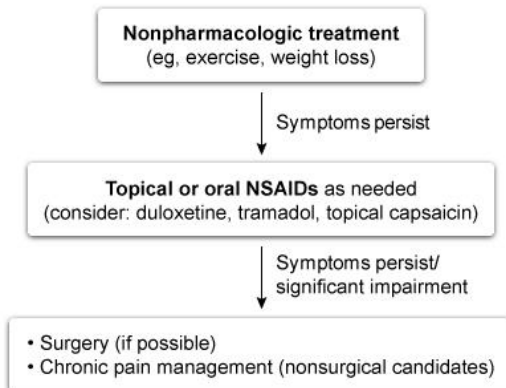 Nonpharmacologic treatment
(eg, exercise, weight loss)
Symptoms persist
Topical or oral NSAIDs as needed
(consider: duloxetine, tramadol, topical capsaicin)
Symptoms persist/
significant impairment
• Surgery (if possible)
• Chronic pain management (nonsurgical candidates)